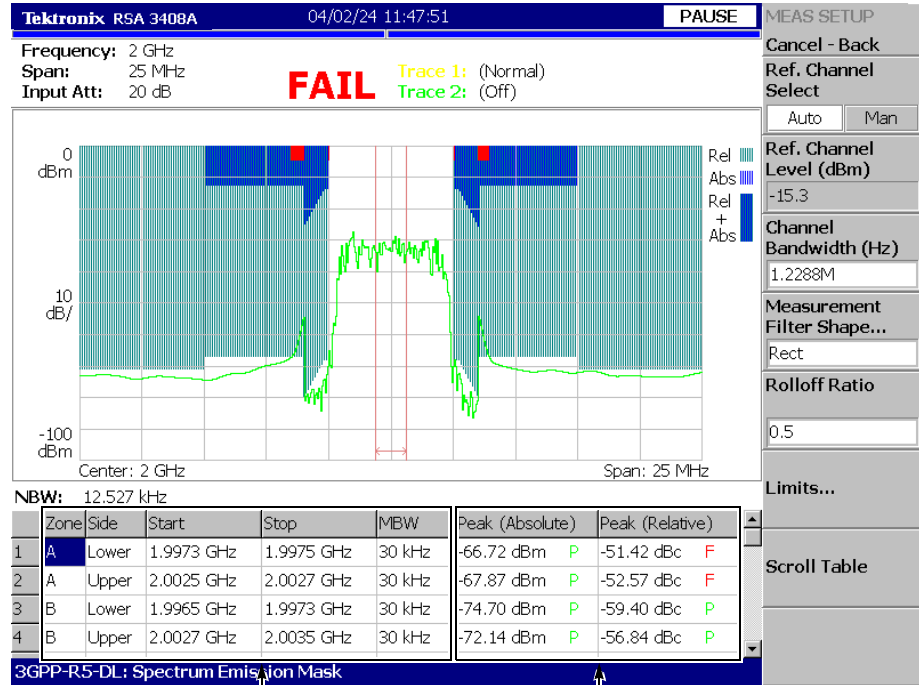 Tektronix RSA 3408A 04/02/24 11:47:51 PAUSE
Frequency: 2 GHz
Span: 25 MHz
Input Att: 20 dB
FAIL
Trace 1: (Normal)
Trace 2: (Off)
0
dBm
10
dB/
-100
dBm
Rel
Abs
Rel
+
Abs
Center: 2 GHz Span: 25 MHz
NBW: 12.527 kHz
Zone Side Start Stop MBW Peak (Absolute) Peak (Relative)
1 A Lower 1.9973 GHz 1.9975 GHz 30 kHz -66.72 dBm P -51.42 dBc F
2 A Upper 2.0025 GHz 2.0027 GHz 30 kHz -67.87 dBm P -52.57 dBc F
3 B Lower 1.9965 GHz 1.9973 GHz 30 kHz -74.70 dBm P -59.40 dBc P
4 B Upper 2.0027 GHz 2.0035 GHz 30 kHz -72.14 dBm P -56.84 dBc P
3GPP-R5-DL: Spectrum Emission Mask
MEAS SETUP
Cancel - Back
Ref. Channel
Select
Auto Man
Ref. Channel
Level (dBm)
-15.3
Channel
Bandwidth (Hz)
1.2288M
Measurement
Filter Shape...
Rect
Rolloff Ratio
0.5
Limits...
Scroll Table